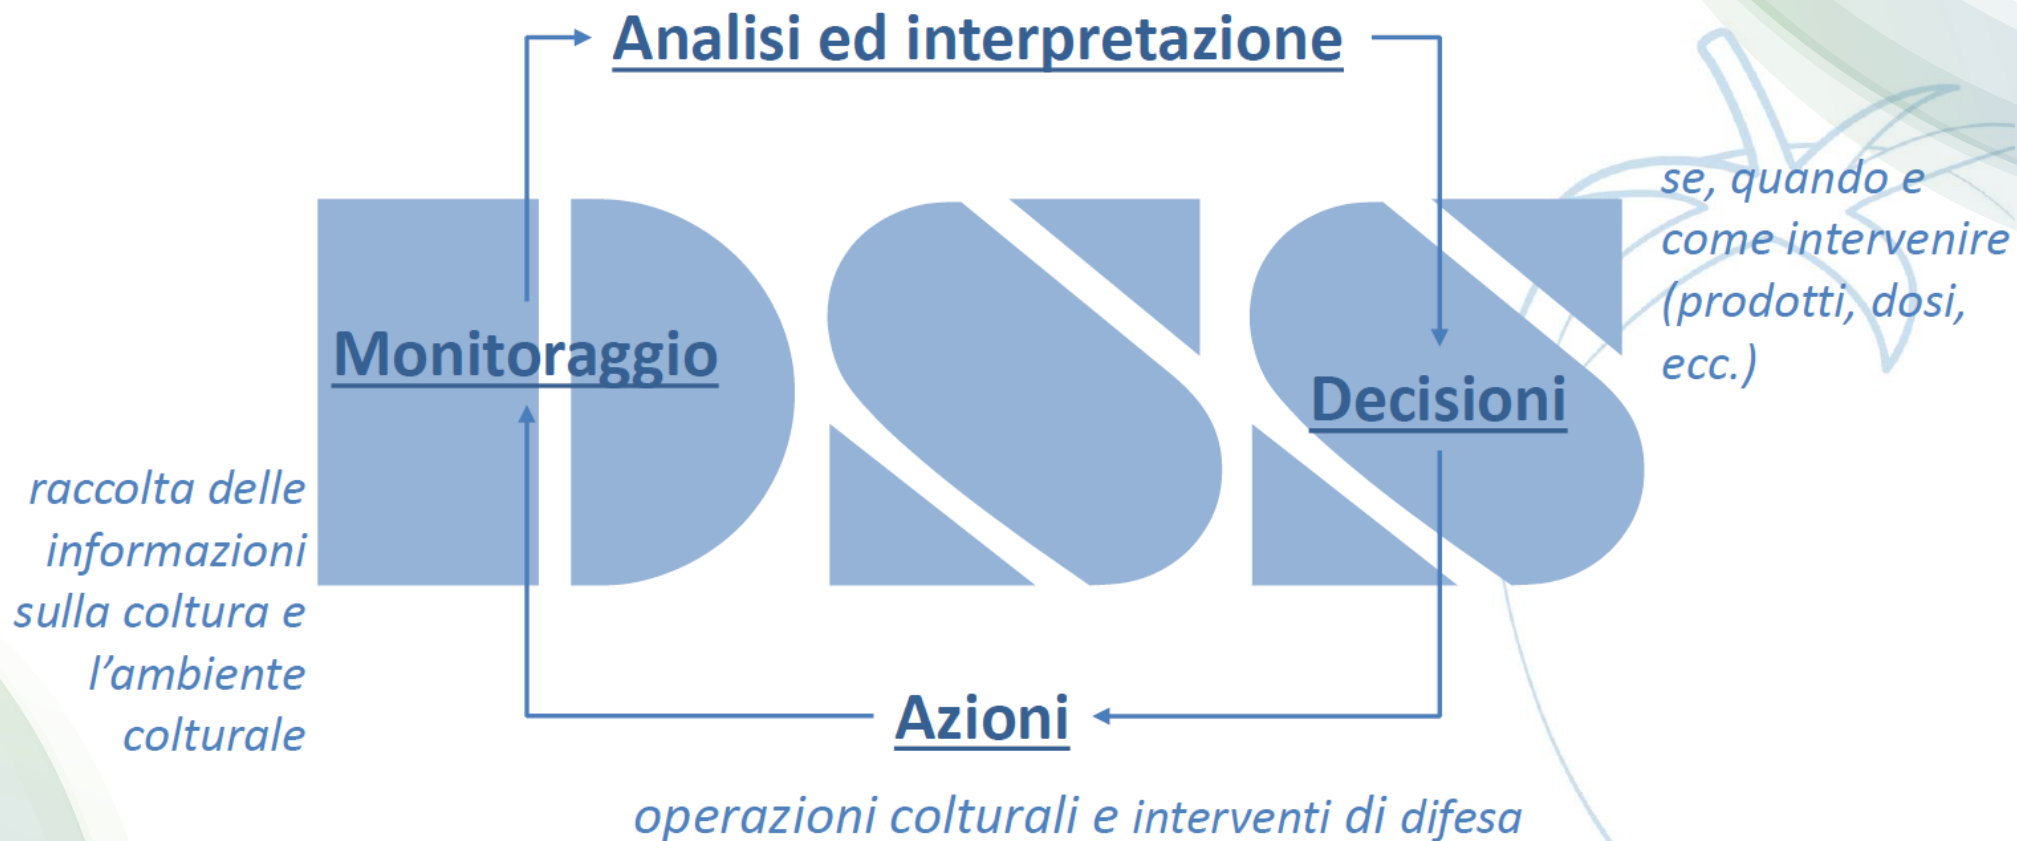 Analisi ed interpretazione
DSS
se, quando e
come intervenire
(prodotti, dosi,
ecc.)
Monitoraggio
Decisioni
raccolta delle
informazioni
sulla coltura e
l'ambiente
colturale
Azioni
operazioni colturali e interventi di difesa